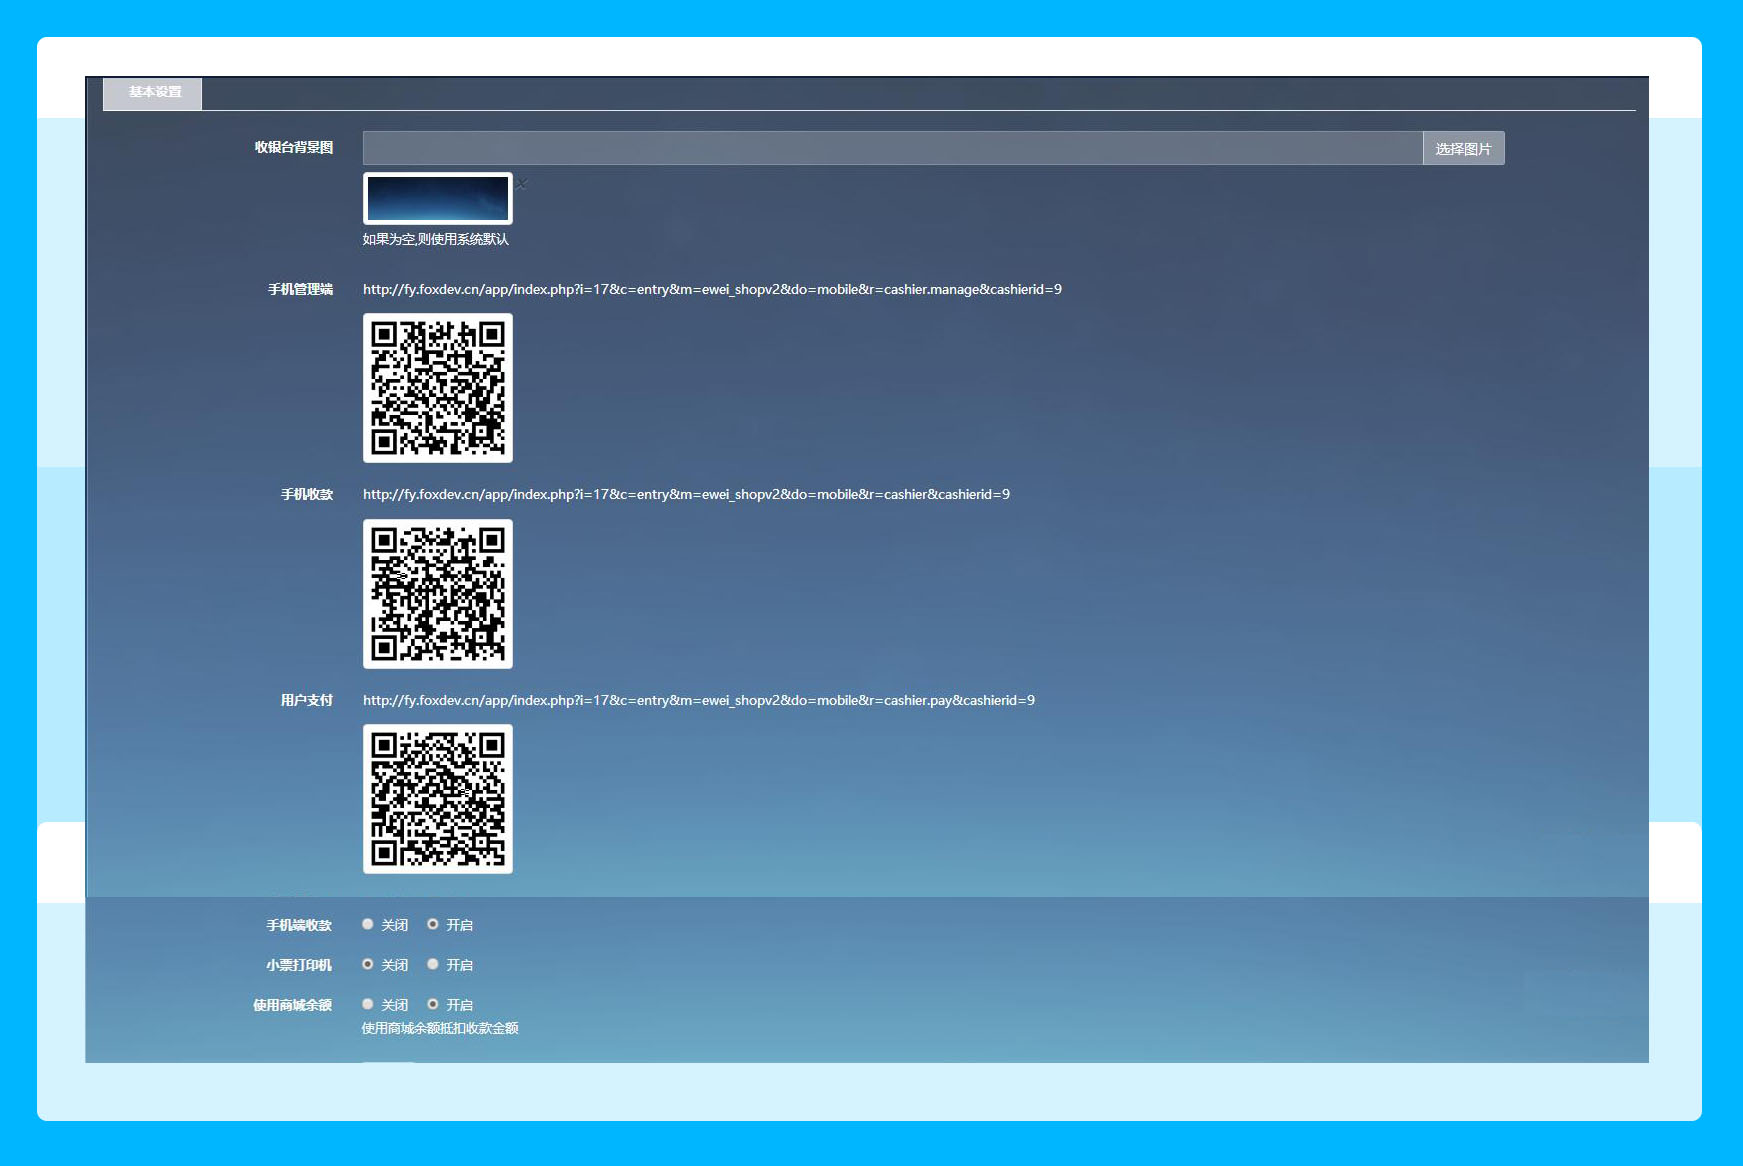 基本设置
收银台背景图
选择图片
×
如果为空,则使用系统默认
手机管理端 http://fy.foxdev.cn/app/index.php?i=17&c=entry&m=ewei_shopv2&do=mobile&r=cashier.manage&cashierid=9
手机收款 http://fy.foxdev.cn/app/index.php?i=17&c=entry&m=ewei_shopv2&do=mobile&r=cashier&cashierid=9
用户支付 http://fy.foxdev.cn/app/index.php?i=17&c=entry&m=ewei_shopv2&do=mobile&r=cashier.pay&cashierid=9
手机端收款 关闭 开启
小票打印机 关闭 开启
使用商城余额 关闭 开启
使用商城余额抵扣收款金额